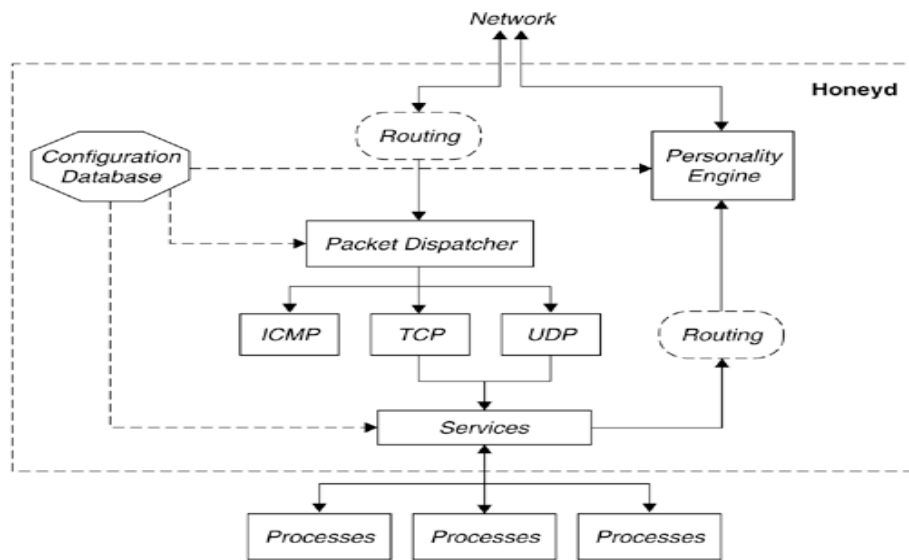 Network
Honeyd
Routing
Configuration
Database
Personality
Engine
Packet Dispatcher
ICMP
TCP
UDP
Routing
Services
Processes
Processes
Processes